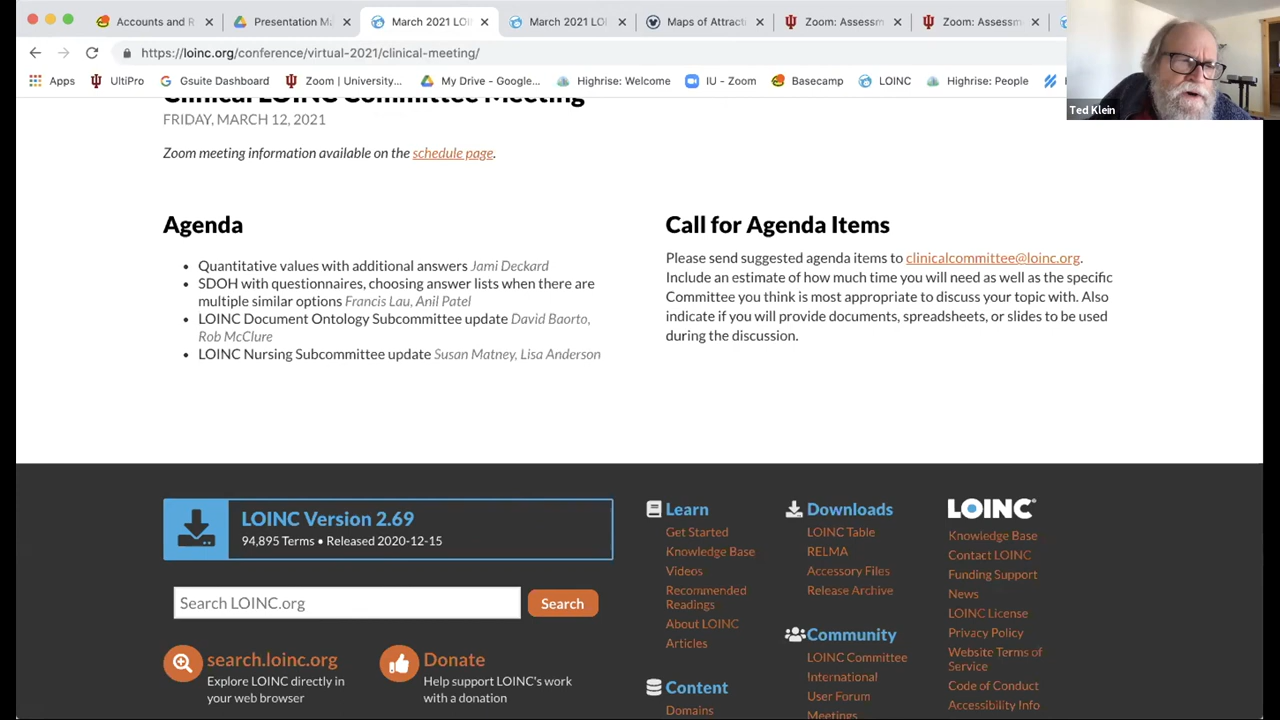 Accounts and R
Presentation Ma
March 2021 LOI
March 2021 LOI
Maps of Attract
Zoom: Assessm
Zoom: Assessm
https://loinc.org/conference/virtual-2021/clinical-meeting/
Apps
UltiPro
Gsuite Dashboard
Zoom | University...
My Drive - Google...
Highrise: Welcome
IU - Zoom
Basecamp
LOINC
Highrise: People
Ted Klein
Clinical LOINC Committee Meeting
FRIDAY, MARCH 12, 2021
Zoom meeting information available on the schedule page.
Agenda
• Quantitative values with additional answers Jami Deckard
• SDOH with questionnaires, choosing answer lists when there are
multiple similar options Francis Lau, Anil Patel
• LOINC Document Ontology Subcommittee update David Baorto,
Rob McClure
• LOINC Nursing Subcommittee update Susan Matney, Lisa Anderson
Call for Agenda Items
Please send suggested agenda items to clinicalcommittee@loinc.org.
Include an estimate of how much time you will need as well as the specific
Committee you think is most appropriate to discuss your topic with. Also
indicate if you will provide documents, spreadsheets, or slides to be used
during the discussion.
LOINC Version 2.69
94,895 Terms • Released 2020-12-15
Search LOINC.org
Search
search.loinc.org
Explore LOINC directly in
your web browser
Donate
Help support LOINC's work
with a donation
Learn
Get Started
Knowledge Base
Videos
Recommended
Readings
About LOINC
Articles
Content
Domains
Downloads
LOINC Table
RELMA
Accessory Files
Release Archive
Community
LOINC Committee
International
User Forum
Meetings
LOINC®
Knowledge Base
Contact LOINC
Funding Support
News
LOINC License
Privacy Policy
Website Terms of
Service
Code of Conduct
Accessibility Info